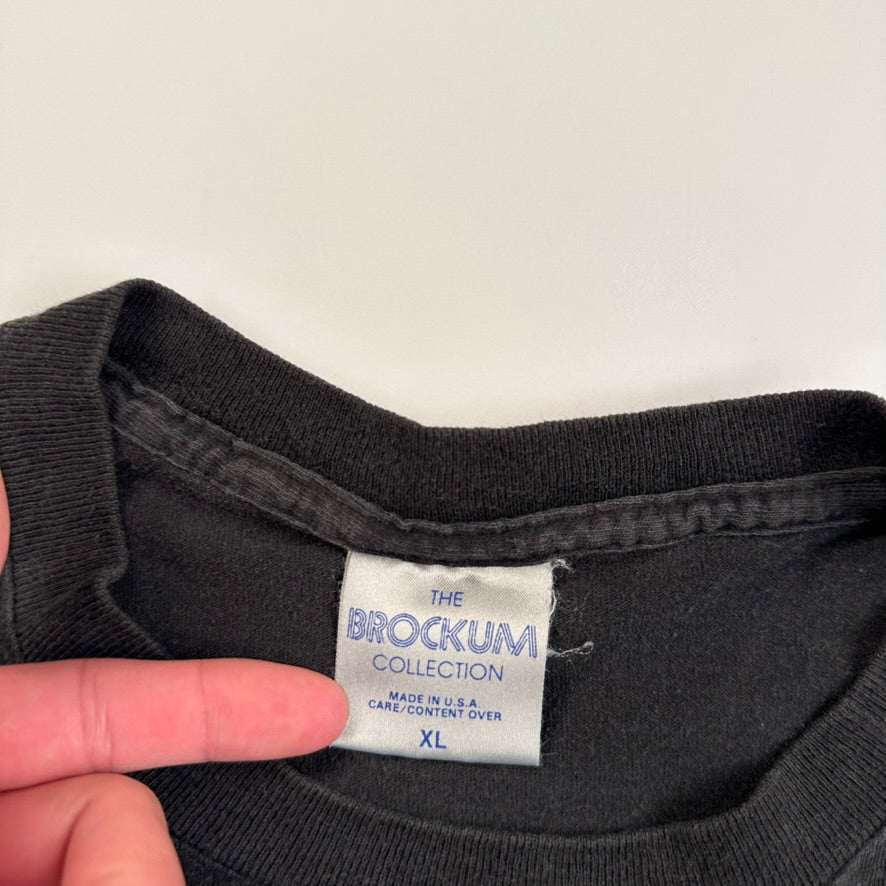 THE
BROCKUM
COLLECTION
MADE IN U.S.A.
CARE/CONTENT OVER
XL